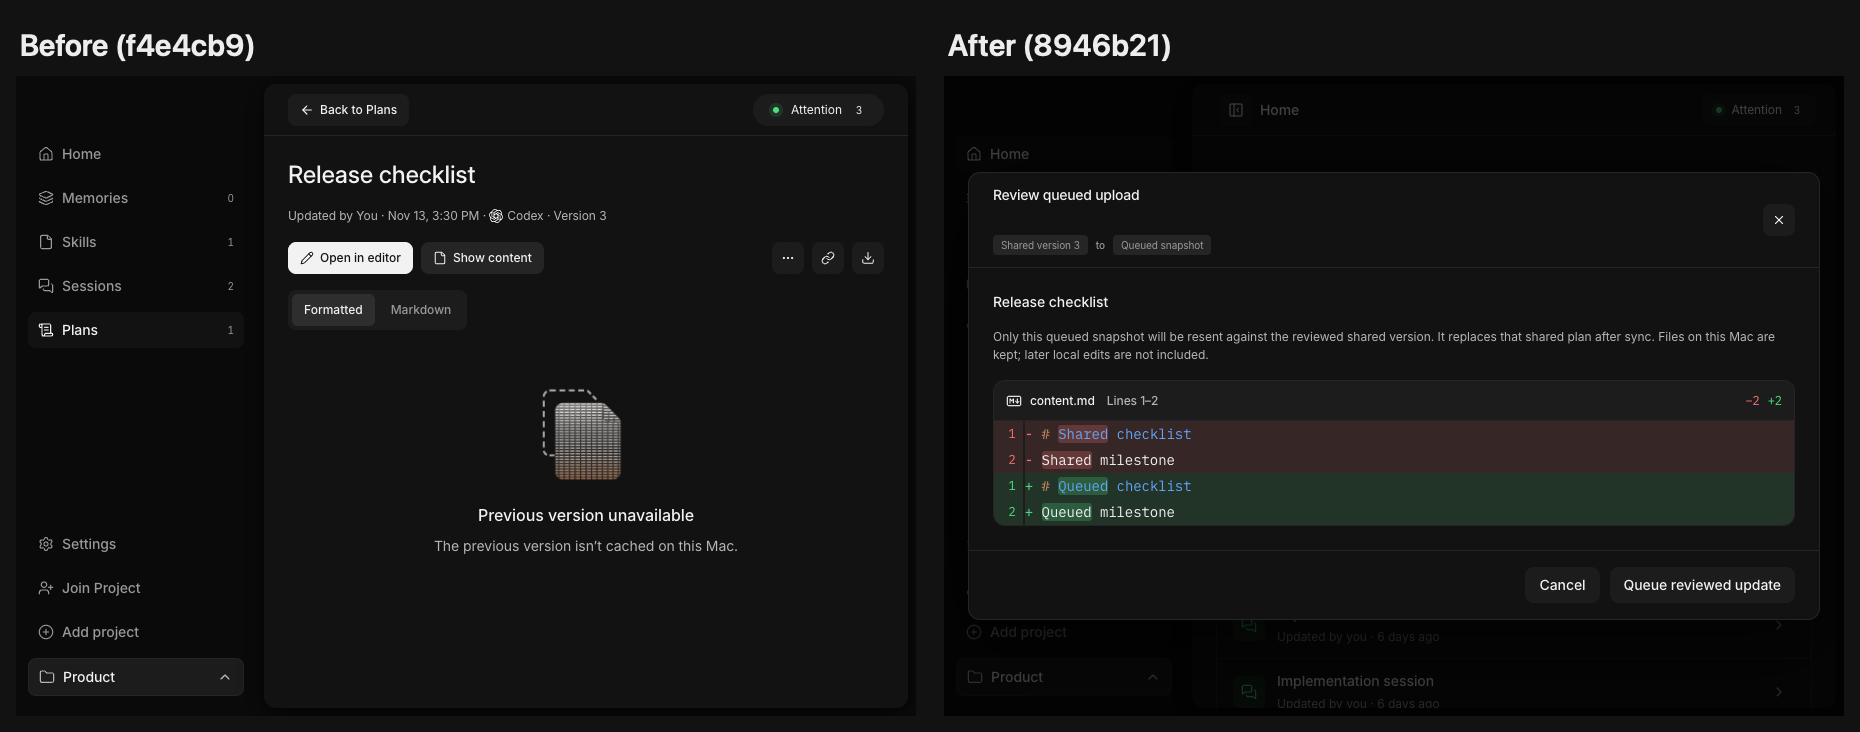 Before (f4e4cb9)
Back to Plans
Attention 3
Home
Memories 0
Skills 1
Sessions 2
Plans 1
Settings
Join Project
Add project
Product
Release checklist
Updated by You · Nov 13, 3:30 PM · Codex · Version 3
Open in editor
Show content
Formatted
Markdown
Previous version unavailable
The previous version isn't cached on this Mac.
After (8946b21)
Home
Attention 3
Home
Review queued upload
Shared version 3 to Queued snapshot
Release checklist
Only this queued snapshot will be resent against the reviewed shared version. It replaces that shared plan after sync. Files on this Mac are
kept; later local edits are not included.
content.md Lines 1–2 −2 +2
1 - # Shared checklist
2 - Shared milestone
1 + # Queued checklist
2 + Queued milestone
Cancel
Queue reviewed update
Add project
Product
Updated by you · 6 days ago
Implementation session
Updated by you · 6 days ago